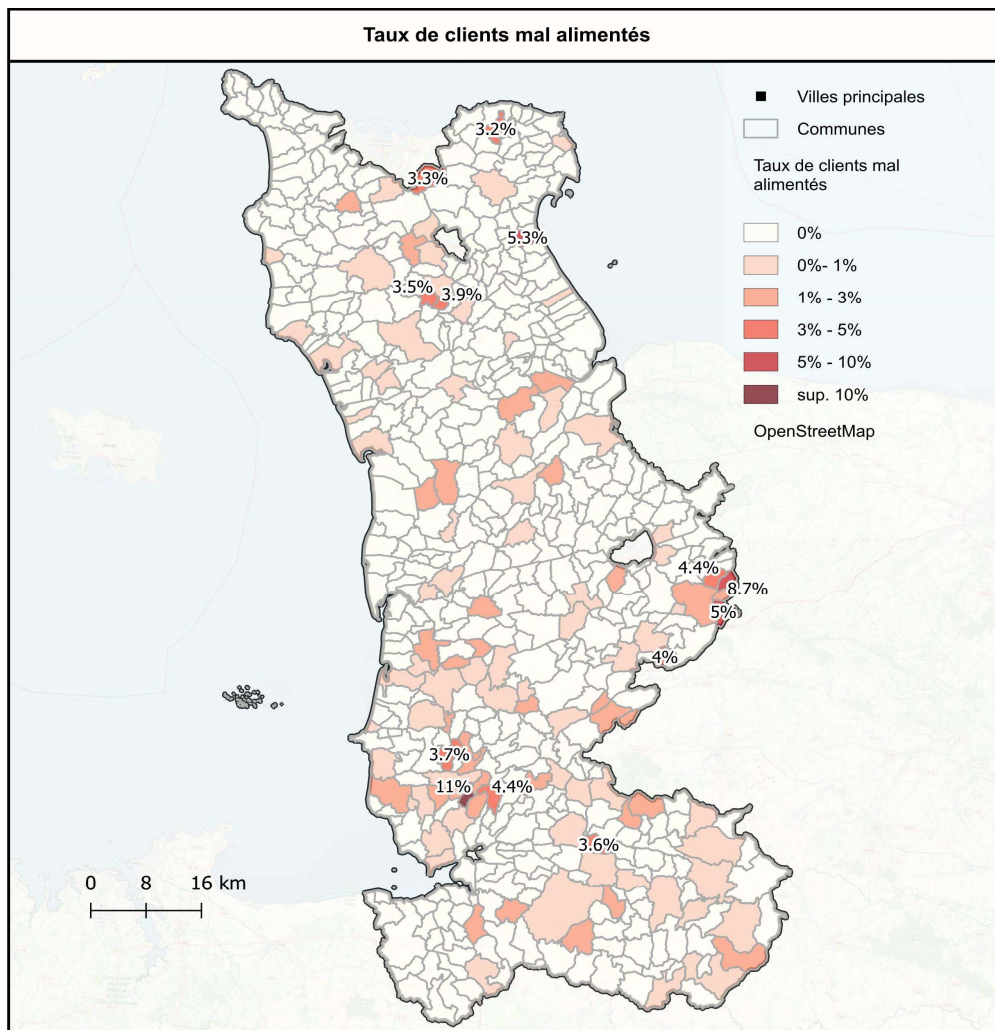 Taux de clients mal alimentés
Villes principales
Communes
Taux de clients mal
alimentés
0%
0%- 1%
1% - 3%
3% - 5%
5% - 10%
sup. 10%
OpenStreetMap
3.2%
3.3%
5.3%
3.5%
3.9%
4.4%
8.7%
5%
4%
3.7%
11%
4.4%
3.6%
0 8 16 km